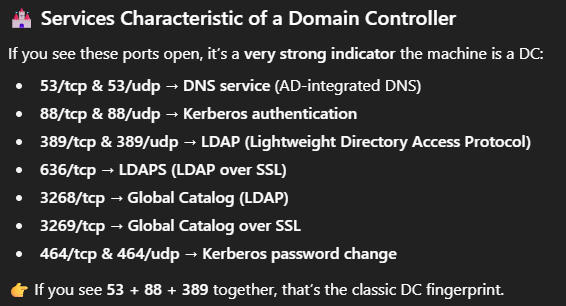 🏰 Services Characteristic of a Domain Controller
If you see these ports open, it’s a very strong indicator the machine is a DC:
• 53/tcp & 53/udp → DNS service (AD-integrated DNS)
• 88/tcp & 88/udp → Kerberos authentication
• 389/tcp & 389/udp → LDAP (Lightweight Directory Access Protocol)
• 636/tcp → LDAPS (LDAP over SSL)
• 3268/tcp → Global Catalog (LDAP)
• 3269/tcp → Global Catalog over SSL
• 464/tcp & 464/udp → Kerberos password change
👉 If you see 53 + 88 + 389 together, that’s the classic DC fingerprint.